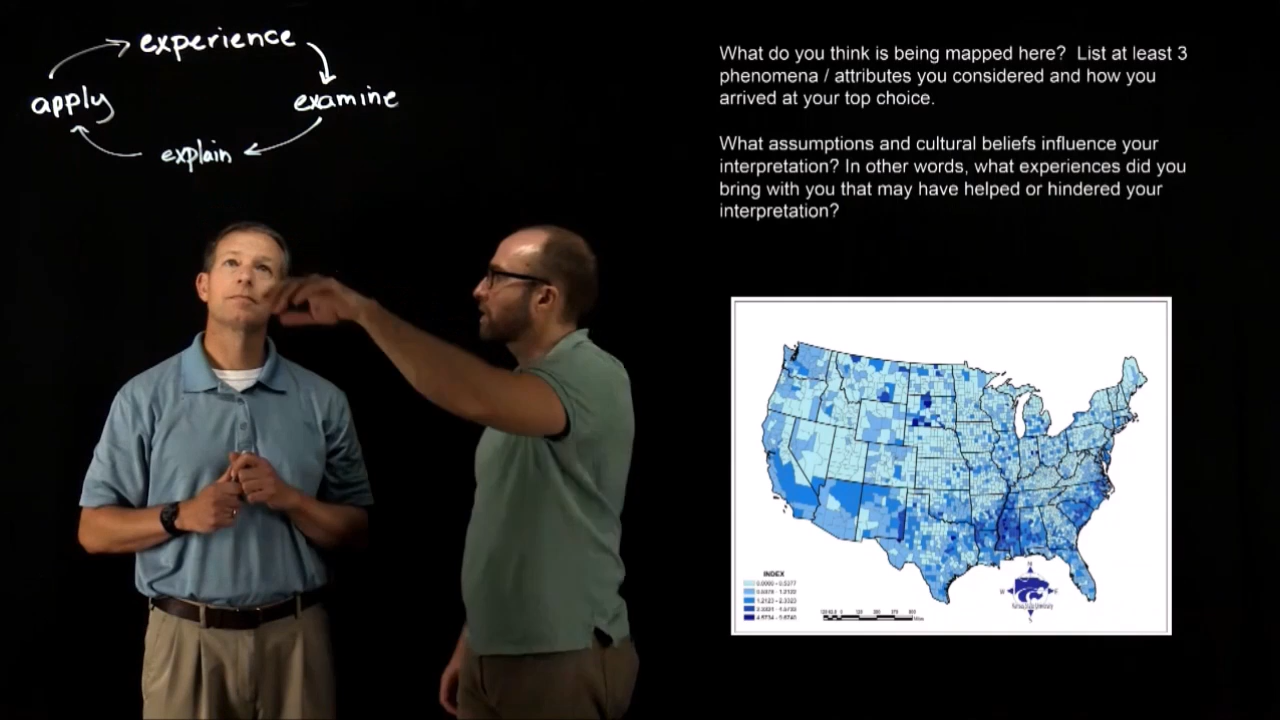 experience
apply
examine
explain
What do you think is being mapped here? List at least 3
phenomena / attributes you considered and how you
arrived at your top choice.
What assumptions and cultural beliefs influence your
interpretation? In other words, what experiences did you
bring with you that may have helped or hindered your
interpretation?
INDEX